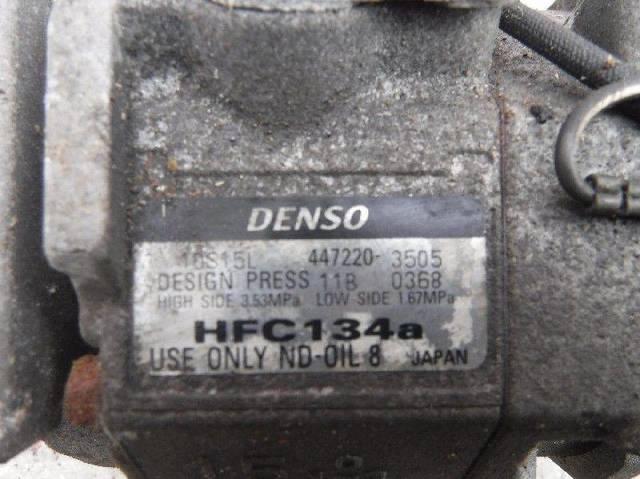 DENSO
10S15L 447220-3505
DESIGN PRESS 11B 0368
HIGH SIDE 3.53MPa LOW SIDE 1.67MPa
HFC134a
USE ONLY ND-OIL 8 JAPAN